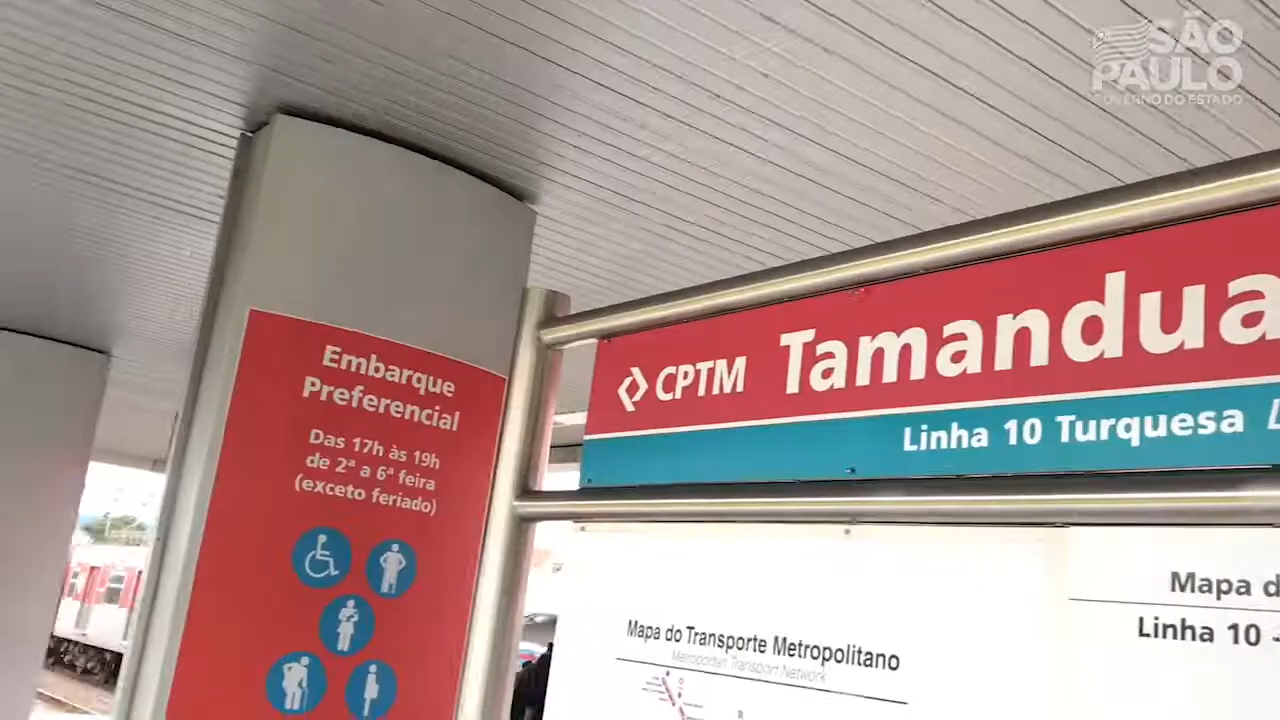 SÃO
PAULO
GOVERNO DO ESTADO
Embarque
Preferencial
Das 17h às 19h
de 2ª a 6ª feira
(exceto feriado)
CPTM Tamandua
Linha 10 Turquesa
Mapa do Transporte Metropolitano
Metropolitan Transport Network
Mapa d
Linha 10 -